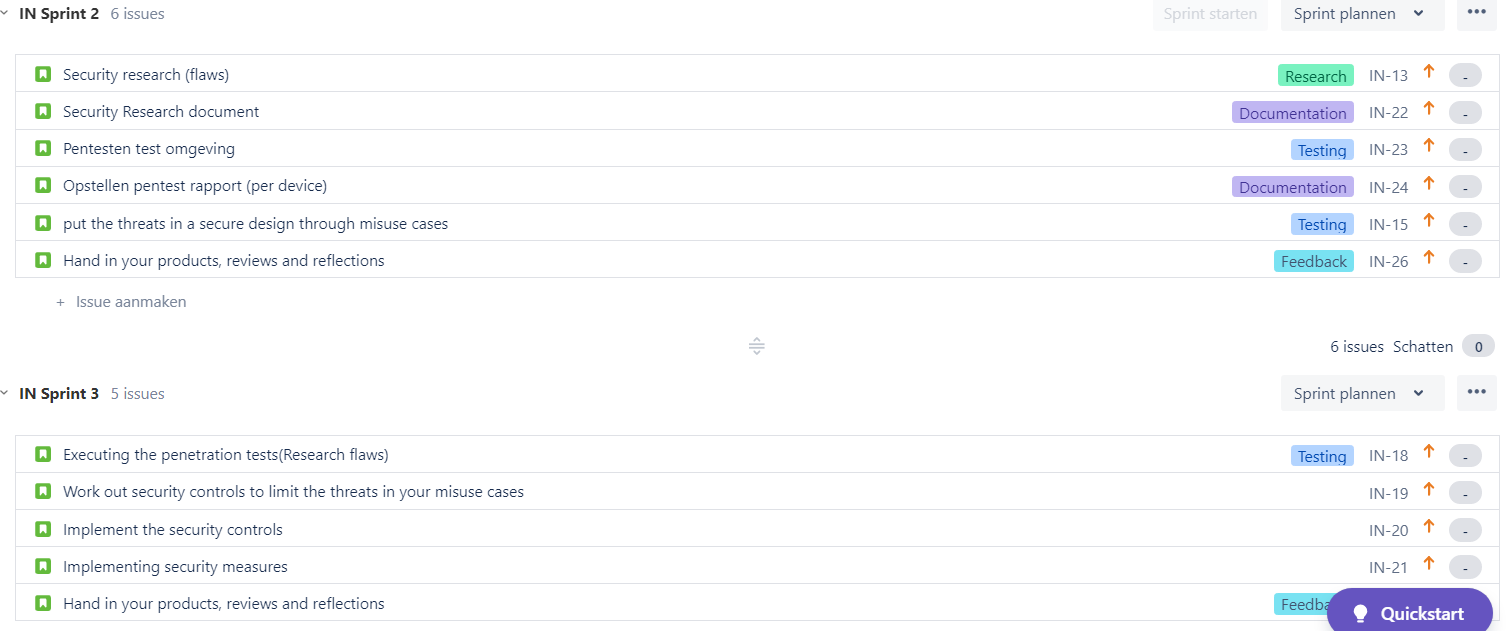 IN Sprint 2 6 issues Sprint starten Sprint plannen
Security research (flaws) Research IN-13 -
Security Research document Documentation IN-22 -
Pentesten test omgeving Testing IN-23 -
Opstellen pentest rapport (per device) Documentation IN-24 -
put the threats in a secure design through misuse cases Testing IN-15 -
Hand in your products, reviews and reflections Feedback IN-26 -
+ Issue aanmaken
6 issues Schatten 0
IN Sprint 3 5 issues Sprint plannen
Executing the penetration tests(Research flaws) Testing IN-18 -
Work out security controls to limit the threats in your misuse cases IN-19 -
Implement the security controls IN-20 -
Implementing security measures IN-21 -
Hand in your products, reviews and reflections
Quickstart